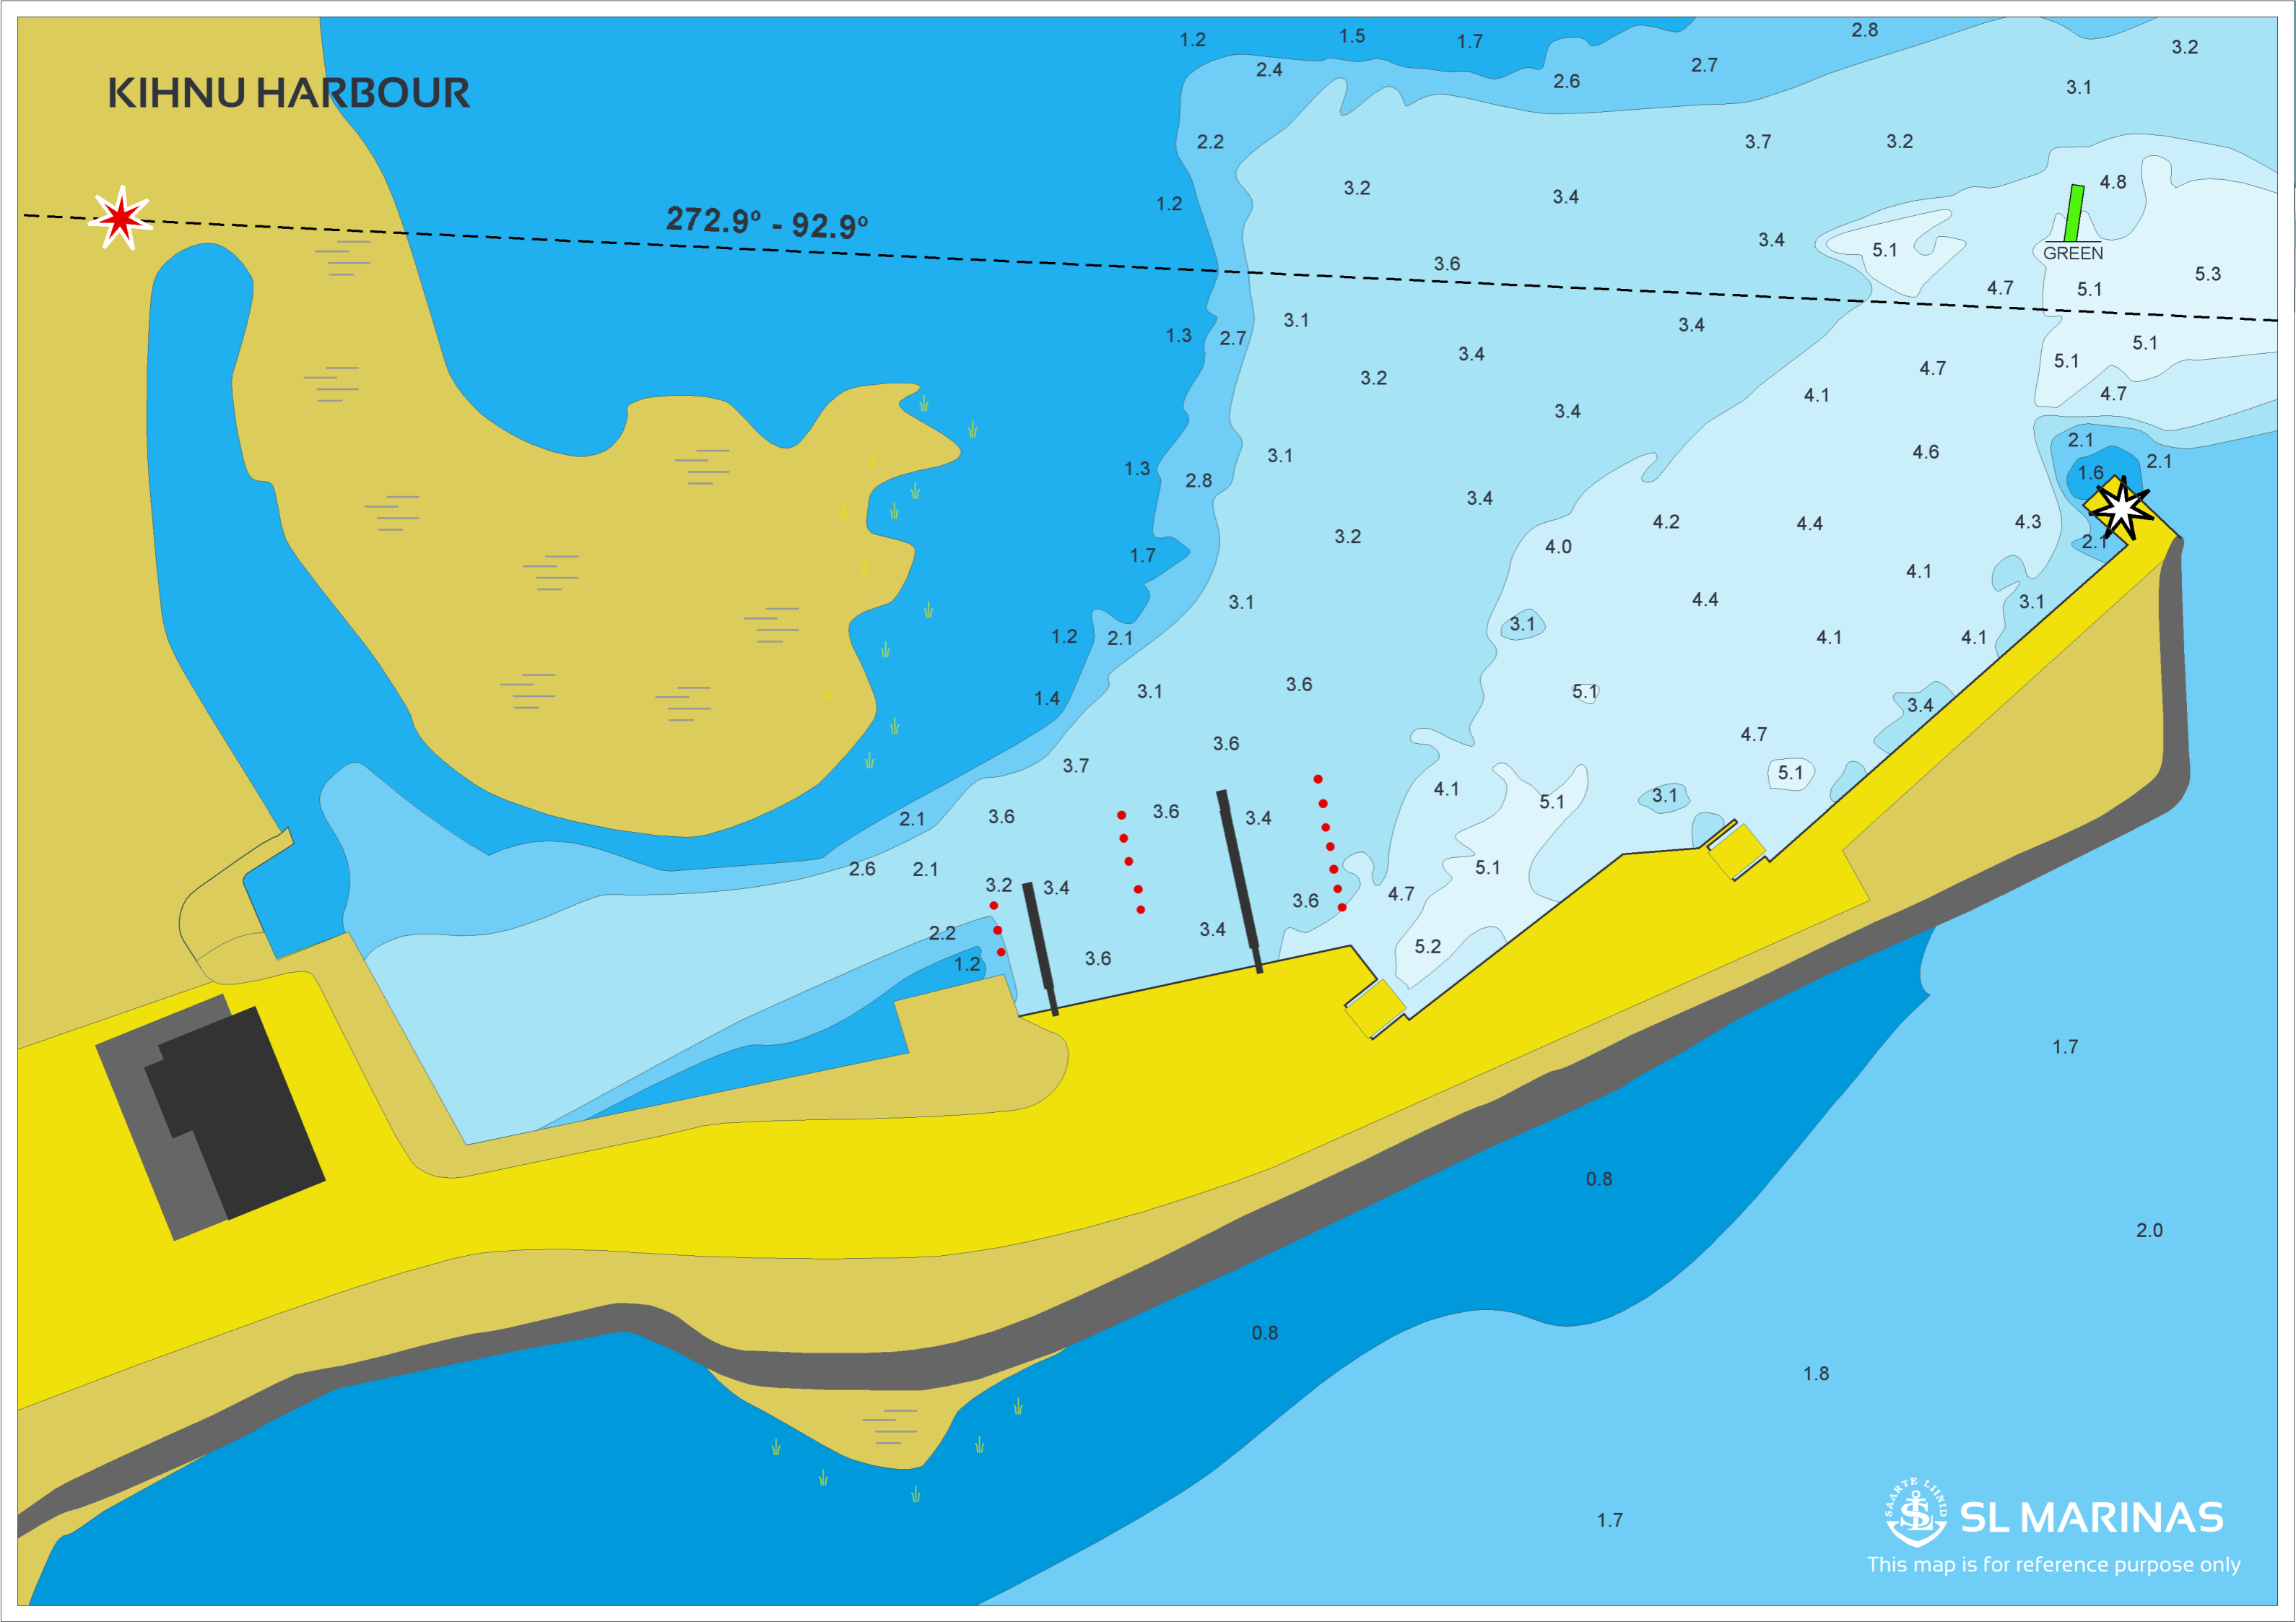 1.2 1.5 1.7 2.8
3.2
2.4 2.6 2.7
3.1
KIHNU HARBOUR
2.2 3.7 3.2
4.8
1.2 3.2 3.4
272.9º - 92.9º
3.4 5.1 GREEN
3.6 5.3
4.7 5.1
1.3 2.7 3.1 3.4
3.4 5.1
3.2 4.7 5.1
3.4 4.1 4.7
2.1
3.1 4.6
1.3 2.8 1.6 2.1
3.4
3.2 4.2 4.4 4.3
1.7 4.0 2.1
4.1
3.1 4.4 3.1
3.1
1.2 2.1 4.1 4.1
1.4 3.1 3.6 5.1
3.4
3.6 4.7
3.7 5.1
4.1 5.1 3.1
2.1 3.6 3.6 3.4
2.6 2.1 5.1
3.2 3.4 3.6 4.7
2.2 3.4
1.2 3.6 5.2
1.7
0.8
2.0
0.8
1.8
1.7
SAARTE LIINID
SL
SL MARINAS
This map is for reference purpose only